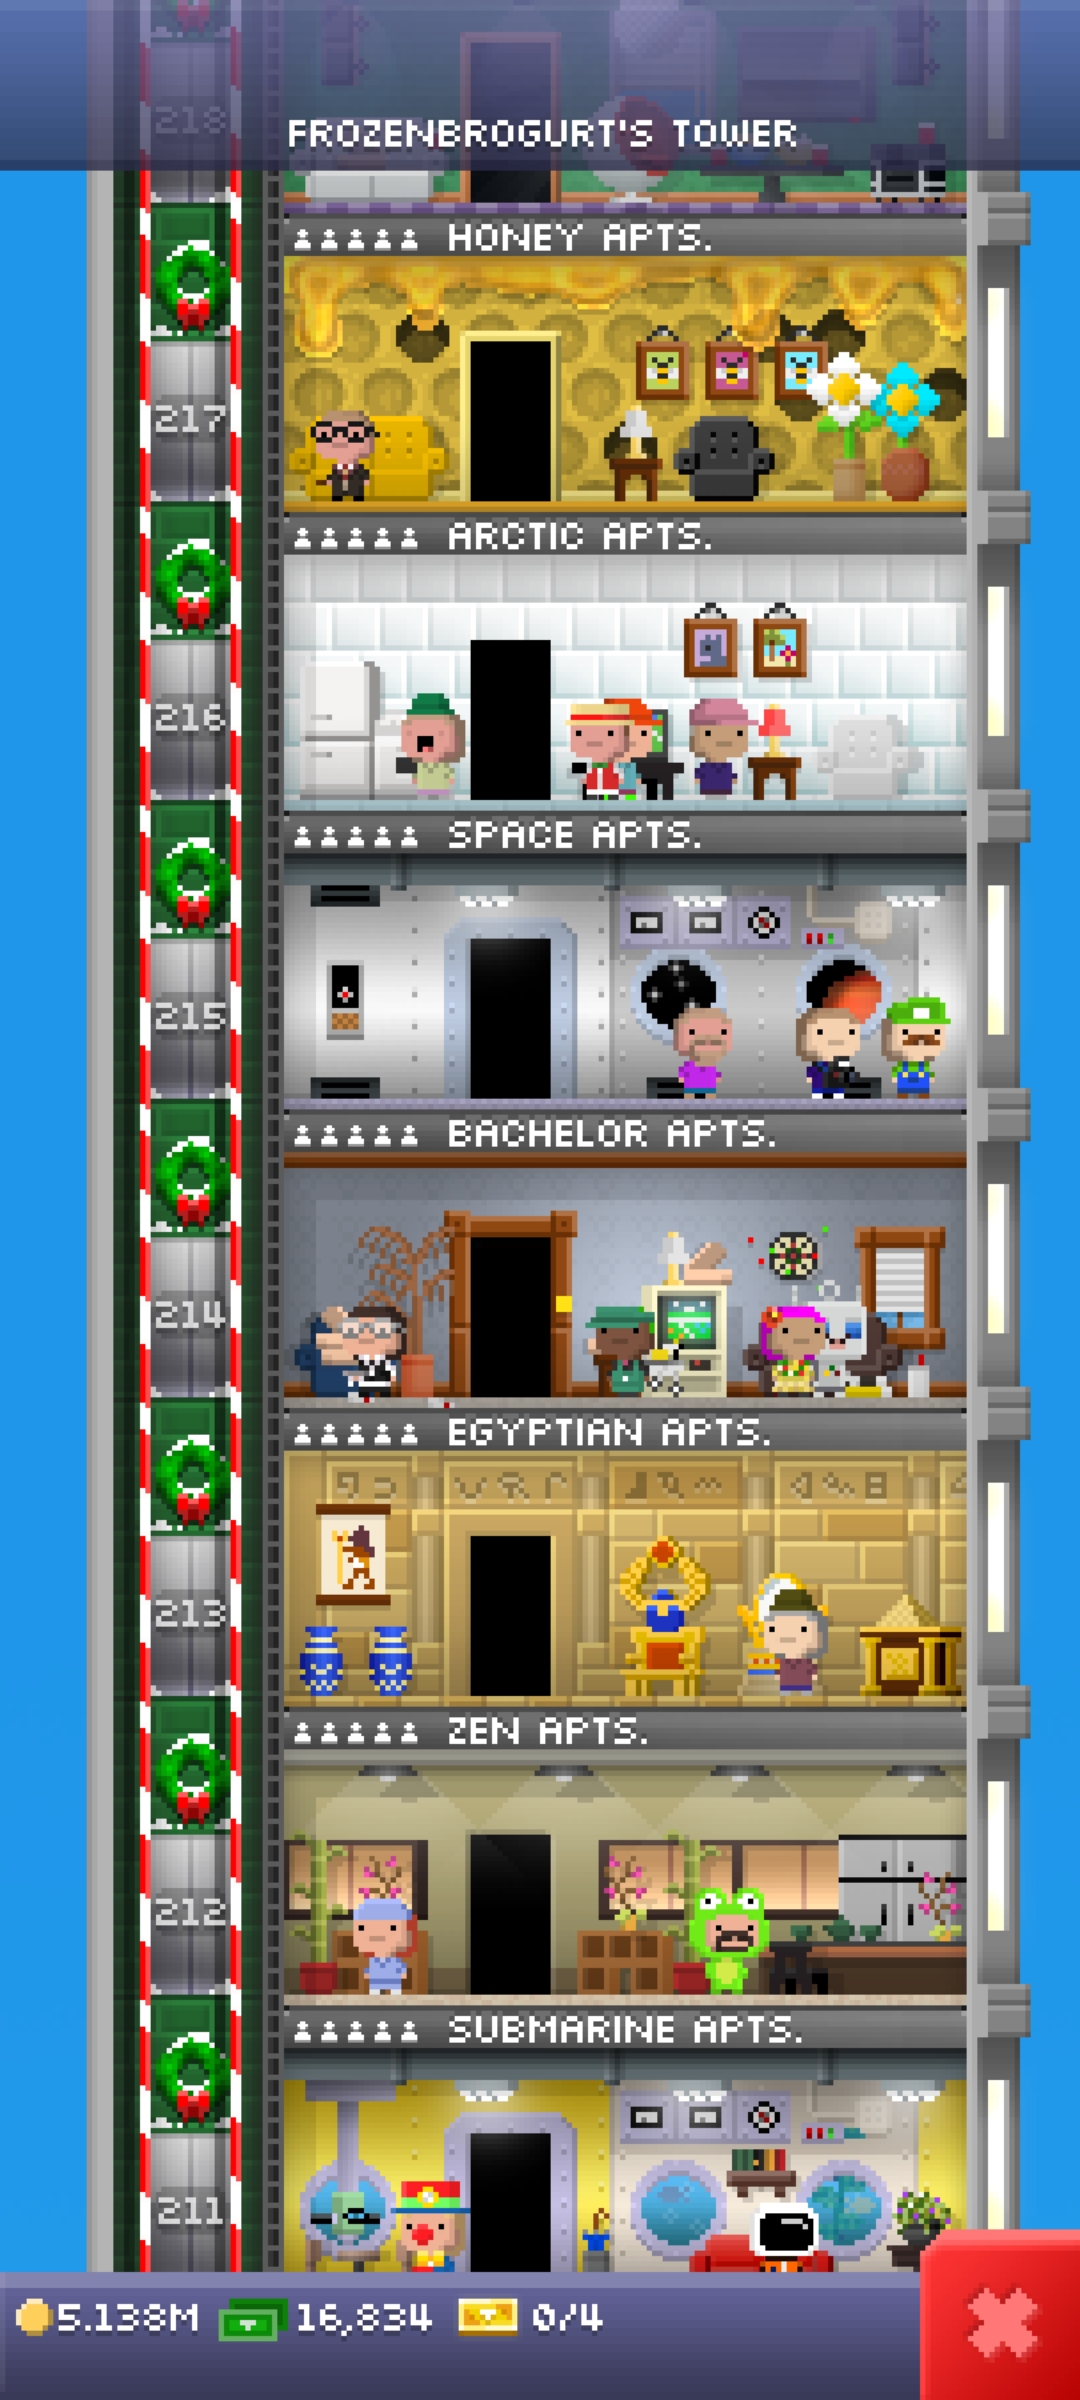 218
FROZENBROGURT'S TOWER
HONEY APTS.
217
ARCTIC APTS.
216
SPACE APTS.
215
BACHELOR APTS.
214
EGYPTIAN APTS.
213
ZEN APTS.
212
SUBMARINE APTS.
211
5.138M 16,834 0/4